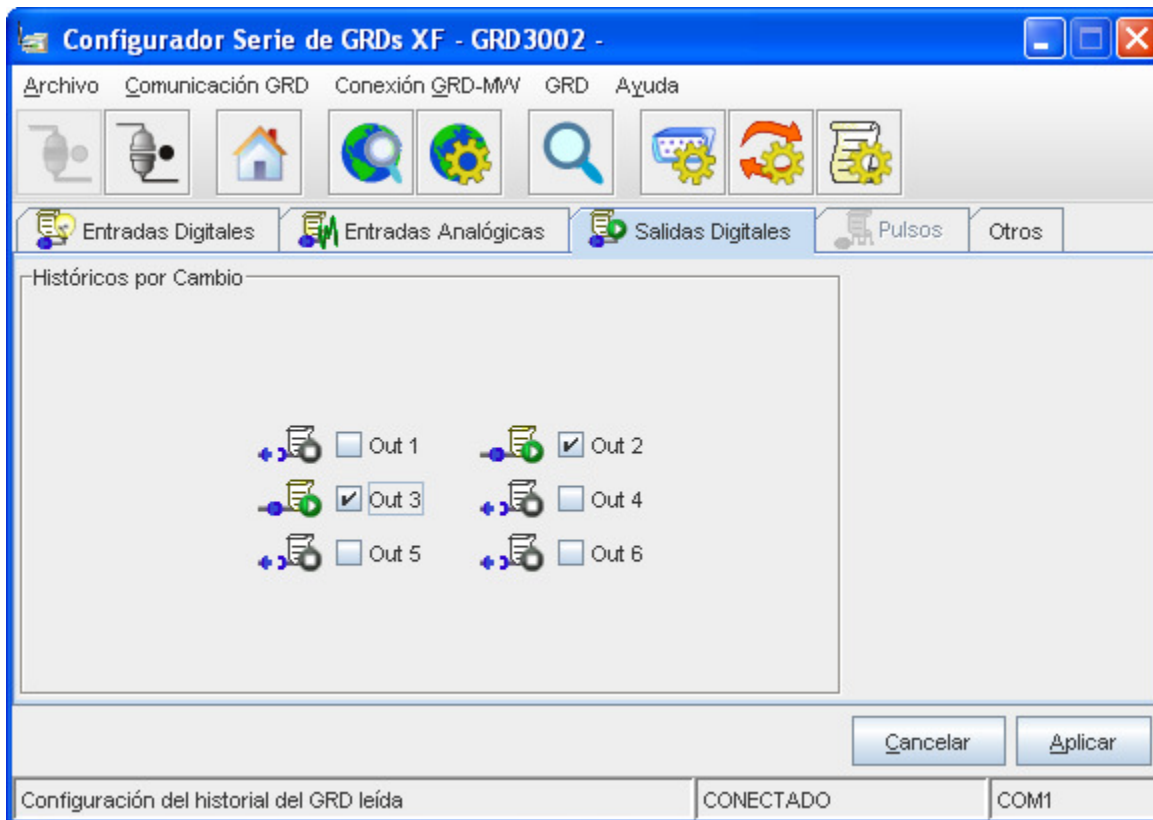 Configurador Serie de GRDs XF - GRD3002 -
Archivo Comunicación GRD Conexión GRD-MW GRD Ayuda
Entradas Digitales Entradas Analógicas Salidas Digitales Pulsos Otros
Históricos por Cambio
Out 1 Out 2
Out 3 Out 4
Out 5 Out 6
Cancelar Aplicar
Configuración del historial del GRD leída CONECTADO COM1